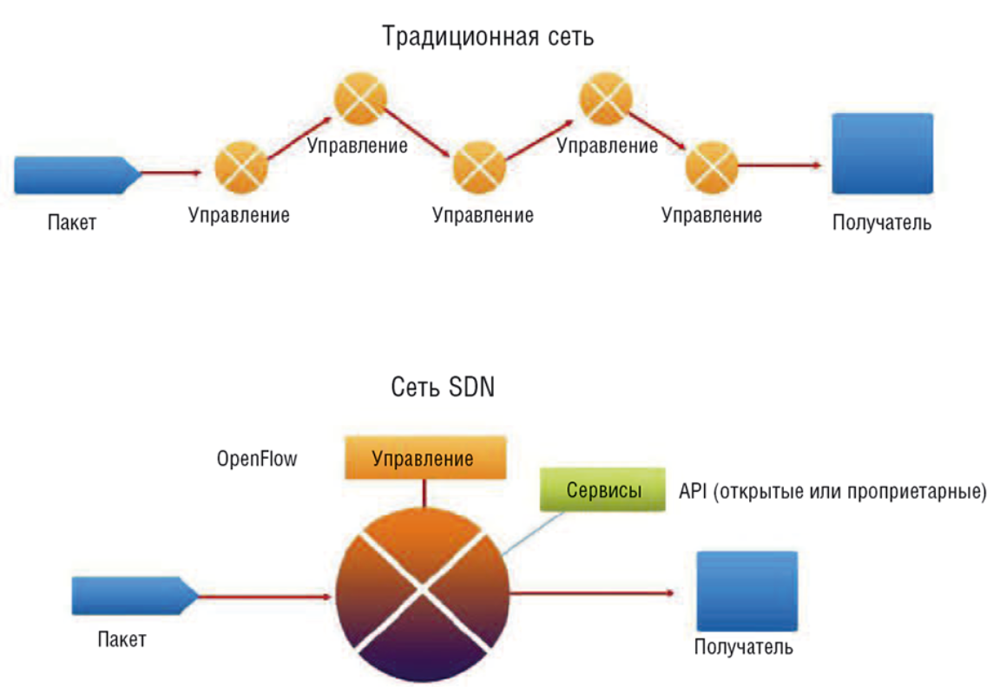 Традиционная сеть
Управление
Управление
Пакет
Управление
Управление
Управление
Получатель
Сеть SDN
OpenFlow
Управление
Сервисы
API (открытые или проприетарные)
Пакет
Получатель